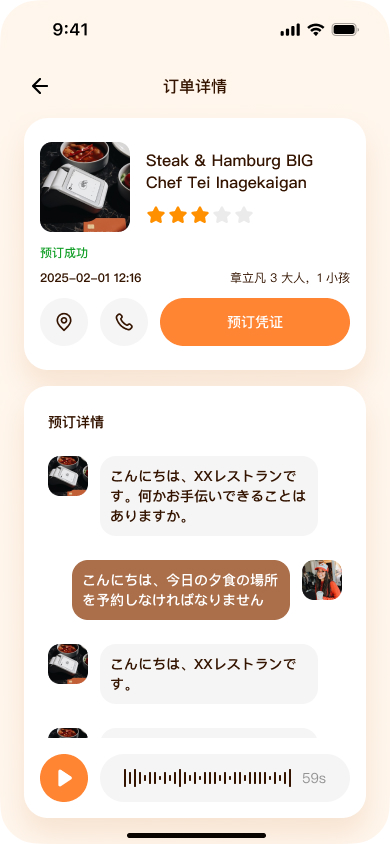 9:41
订单详情
Steak & Hamburg BIG
Chef Tei Inagekaigan
预订成功
2025-02-01 12:16 章立凡 3 大人，1 小孩
预订凭证
预订详情
こんにちは、XXレストランで
す。何かお手伝いできることは
ありますか。
こんにちは、今日の夕食の場所
を予約しなければなりません
こんにちは、XXレストランで
す。
59s